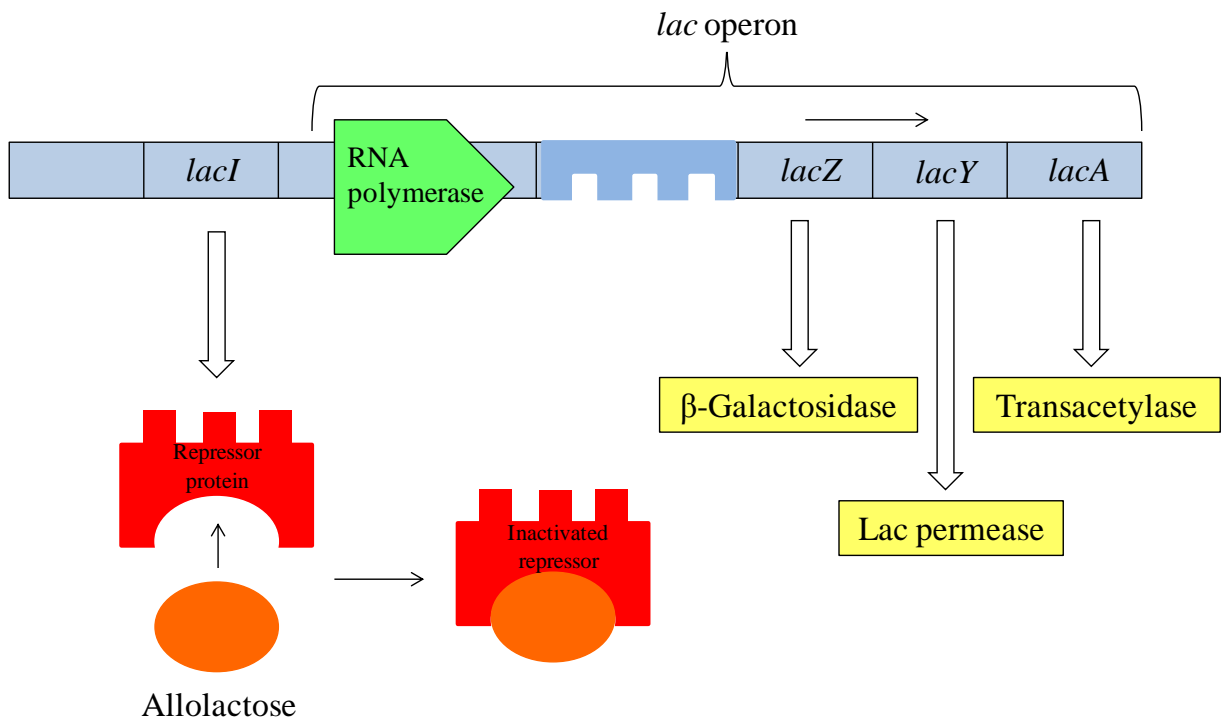 lac operon
lacI
RNA
polymerase
lacZ
lacY
lacA
β-Galactosidase
Transacetylase
Lac permease
Repressor
protein
Inactivated
repressor
Allolactose